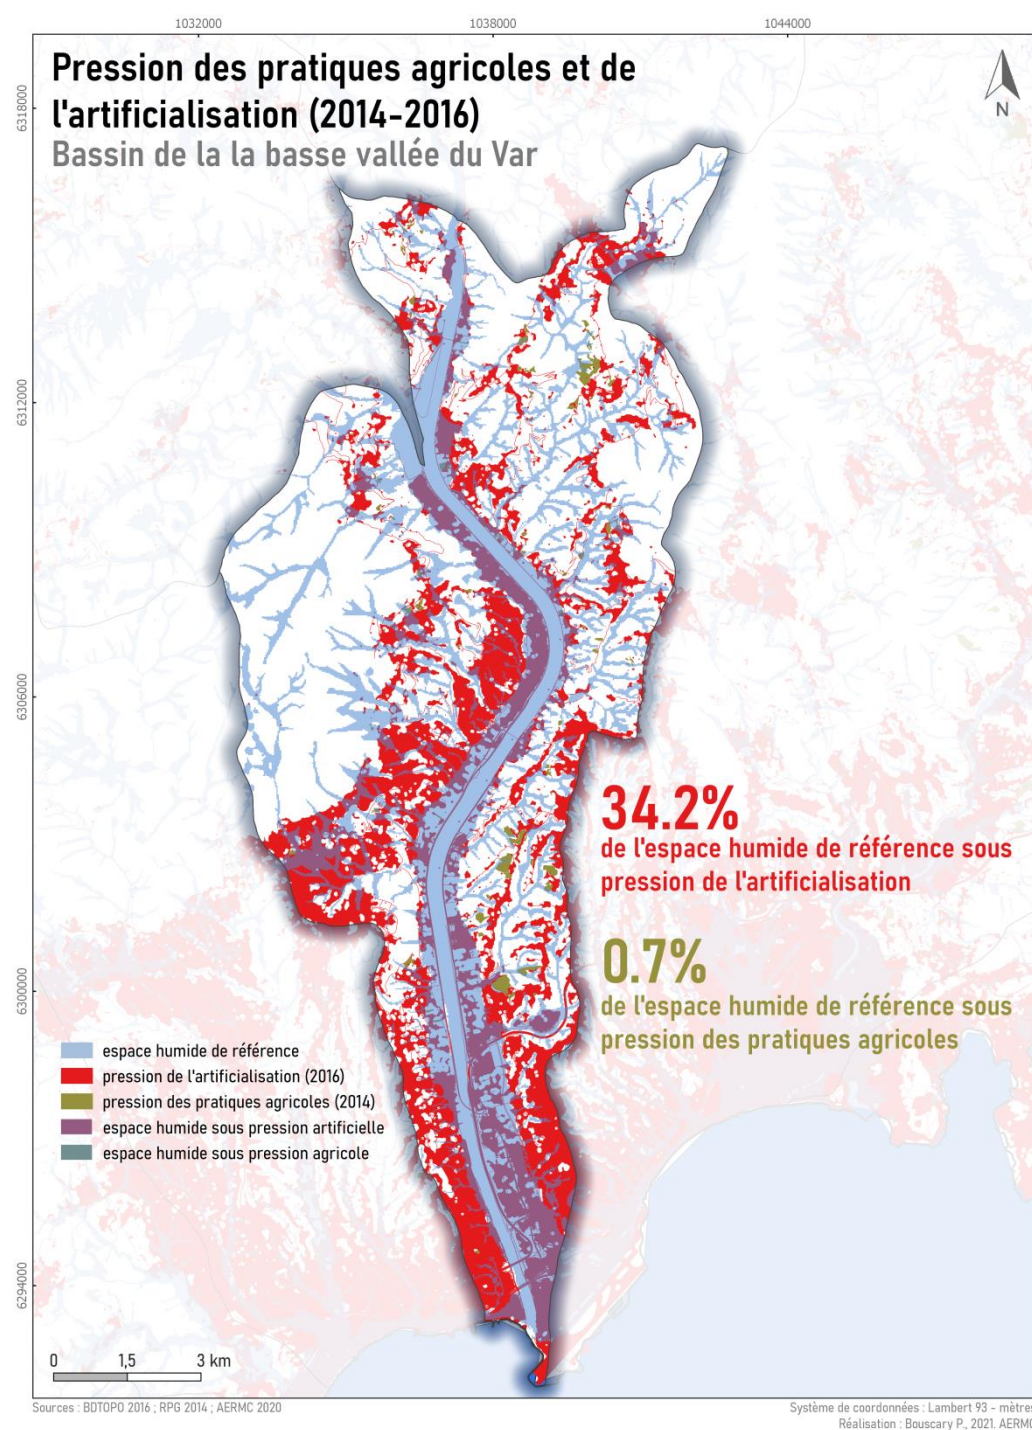 1032000
1038000
1044000
Pression des pratiques agricoles et de
l'artificialisation (2014-2016)
Bassin de la la basse vallée du Var
N
6318000
6312000
6306000
6300000
6294000
34.2%
de l'espace humide de référence sous
pression de l'artificialisation
0.7%
de l'espace humide de référence sous
pression des pratiques agricoles
espace humide de référence
pression de l'artificialisation (2016)
pression des pratiques agricoles (2014)
espace humide sous pression artificielle
espace humide sous pression agricole
0 1,5 3 km
Sources : BDTOPO 2016 ; RPG 2014 ; AERMC 2020
Système de coordonnées : Lambert 93 - mètres
Réalisation : Bouscary P., 2021. AERMC